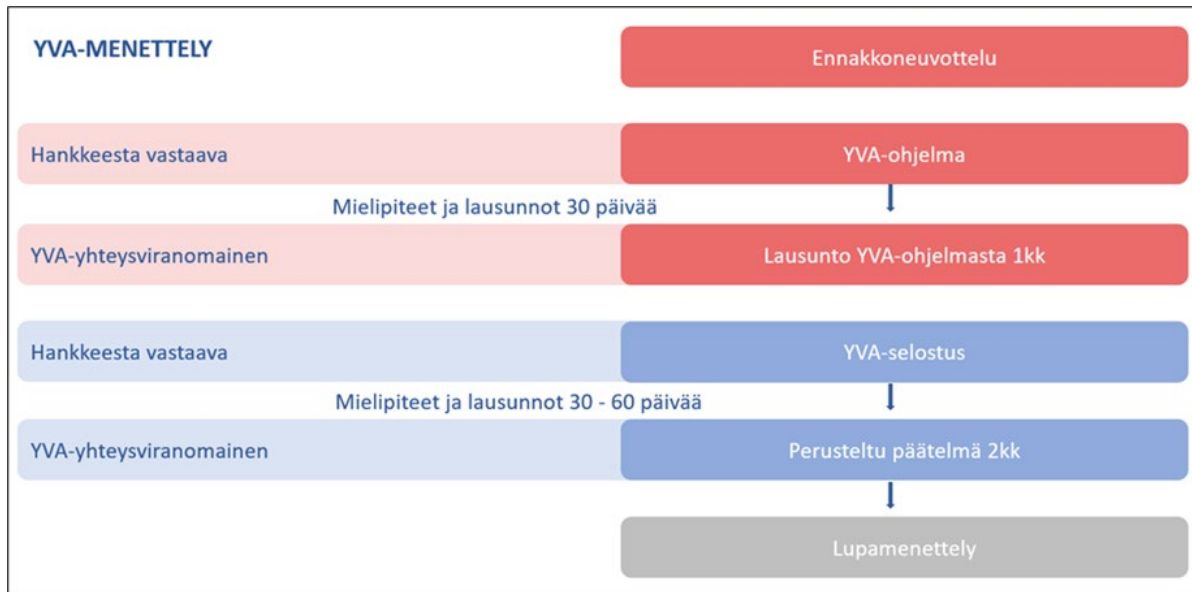 YVA-MENETTELY
Ennakkoneuvottelu
Hankkeesta vastaava
YVA-ohjelma
Mielipiteet ja lausunnot 30 päivää
YVA-yhteysviranomainen
Lausunto YVA-ohjelmasta 1kk
Hankkeesta vastaava
YVA-selostus
Mielipiteet ja lausunnot 30 - 60 päivää
YVA-yhteysviranomainen
Perusteltu päätelmä 2kk
Lupamenettely